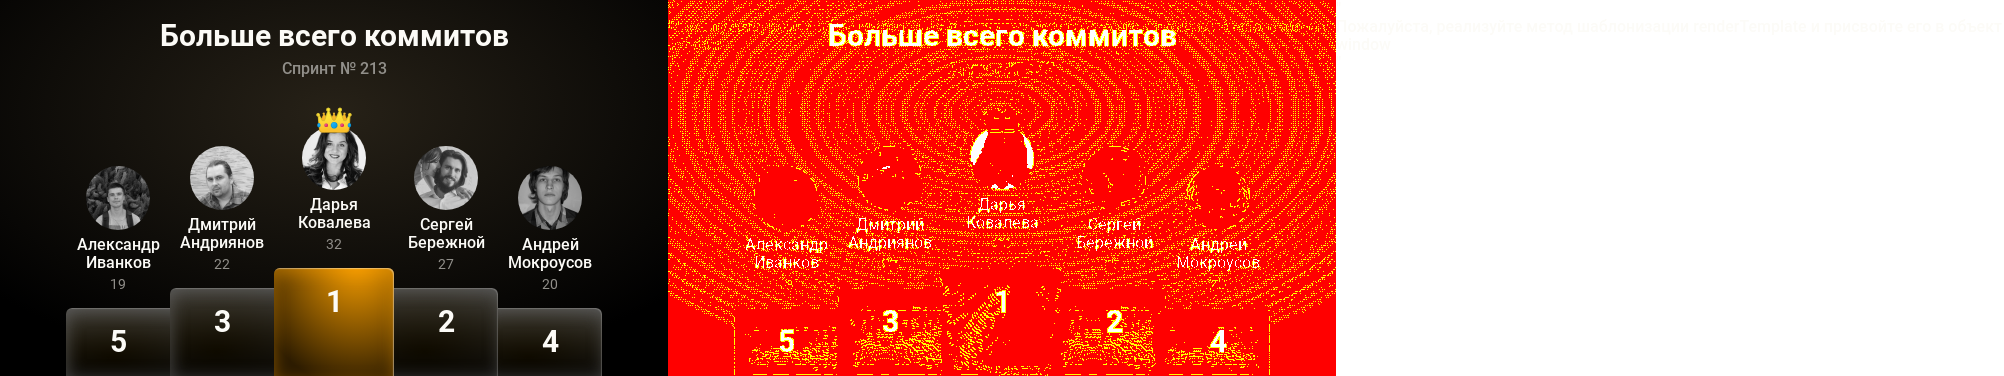 Больше всего коммитов
Спринт № 213
Дарья
Ковалева
32
Дмитрий
Андриянов
22
Сергей
Бережной
27
Александр
Иванков
19
Андрей
Мокроусов
20
5
3
1
2
4
Больше всего коммитов
Дарья
Ковалева
Дмитрий
Андриянов
Сергей
Бережной
Александр
Иванков
Андрей
Мокроусов
5
3
1
2
4